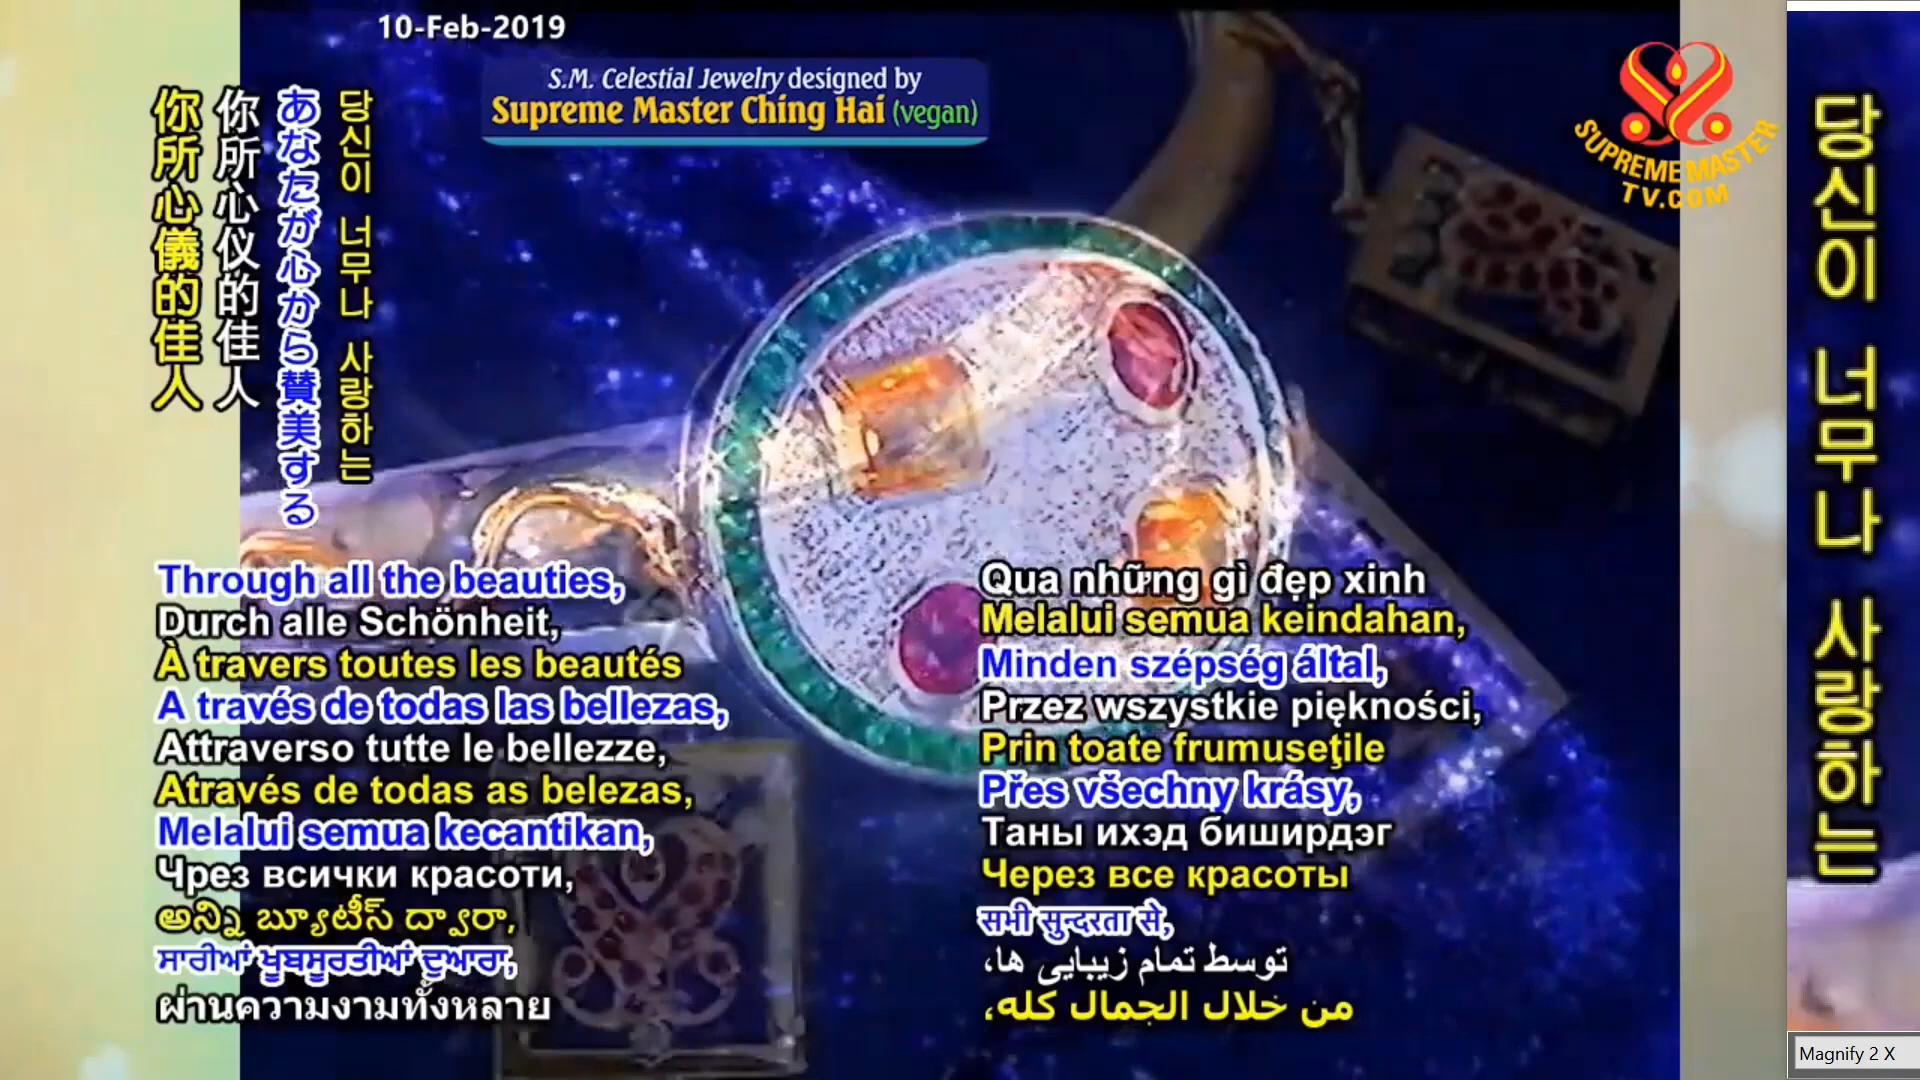 10-Feb-2019
S.M. Celestial Jewelry designed by
Supreme Master Ching Hai (vegan)
SUPREME MASTER
TV.COM
당신이 너무나 사랑하는
あなたが心から賛美する
你所心仪的佳人
你所心儀的佳人
Through all the beauties,
Durch alle Schönheit,
À travers toutes les beautés
A través de todas las bellezas,
Attraverso tutte le bellezze,
Através de todas as belezas,
Melalui semua kecantikan,
Чрез всички красоти,
అన్ని బ్యూటీస్ ద్వారా,
ਸਾਰੀਆਂ ਖੂਬਸੂਰਤੀਆਂ ਦੁਆਰਾ,
ผ่านความงามทั้งหลาย
Qua những gì đẹp xinh
Melalui semua keindahan,
Minden szépség által,
Przez wszystkie piękności,
Prin toate frumuseţile
Přes všechny krásy,
Таны ихэд биширдэг
Через все красоты
सभी सुन्दरता से,
توسط تمام زیبایی ها،
من خلال الجمال كله،
당신이 너무나 사랑하는
Magnify 2 X